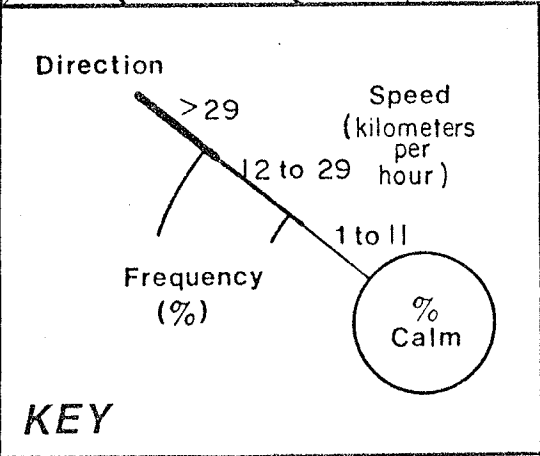 Direction
>29
Speed
(kilometers
per
hour)
12 to 29
1 to 11
Frequency
(%)
%
Calm
KEY